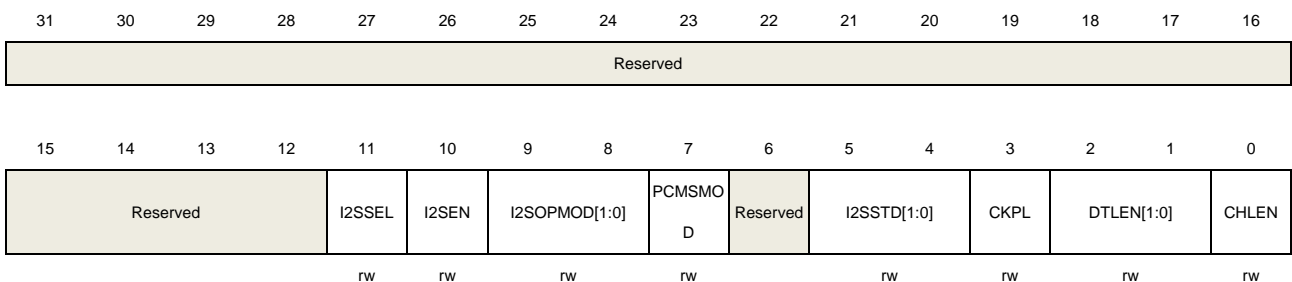 31 30 29 28 27 26 25 24 23 22 21 20 19 18 17 16
Reserved
15 14 13 12 11 10 9 8 7 6 5 4 3 2 1 0
Reserved I2SSEL I2SEN I2SOPMOD[1:0] PCMSMO Reserved I2SSTD[1:0] CKPL DTLEN[1:0] CHLEN
D
rw rw rw rw rw rw rw rw